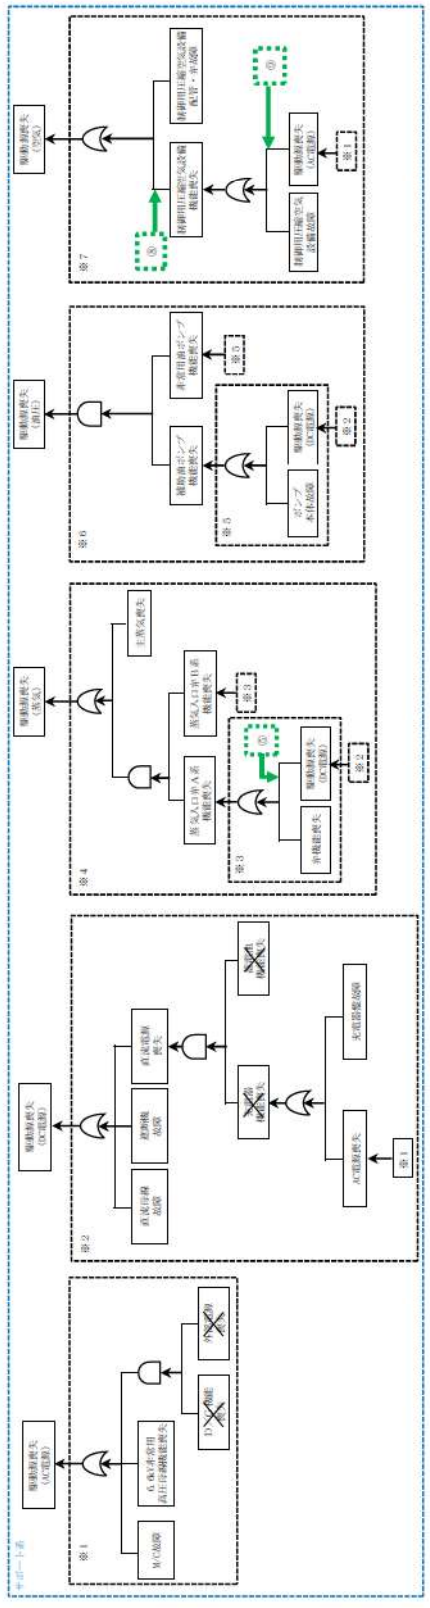 サポート系
駆動源喪失
(AC電源)
※1
M/C故障
6.6kV非常用
高圧母線機能喪失
D/G機能
喪失
外部電源
喪失
駆動源喪失
(DC電源)
※2
直流母線
故障
遮断機
故障
直流電源
喪失
充電器
機能喪失
蓄電池
機能喪失
AC電源喪失
充電器盤故障
※1
駆動源喪失
(蒸気)
※4
主蒸気喪失
蒸気入口弁A系
機能喪失
蒸気入口弁B系
機能喪失
※3
※3
⑤
弁機能喪失
駆動源喪失
(DC電源)
※2
駆動源喪失
(油圧)
※6
補助油ポンプ
機能喪失
非常用油ポンプ
機能喪失
※5
※5
ポンプ
本体故障
駆動源喪失
(DC電源)
※2
駆動源喪失
(空気)
※7
⑧
制御用圧縮空気設備
機能喪失
制御用圧縮空気設備
配管・弁故障
制御用圧縮空気
設備故障
駆動源喪失
(AC電源)
※1